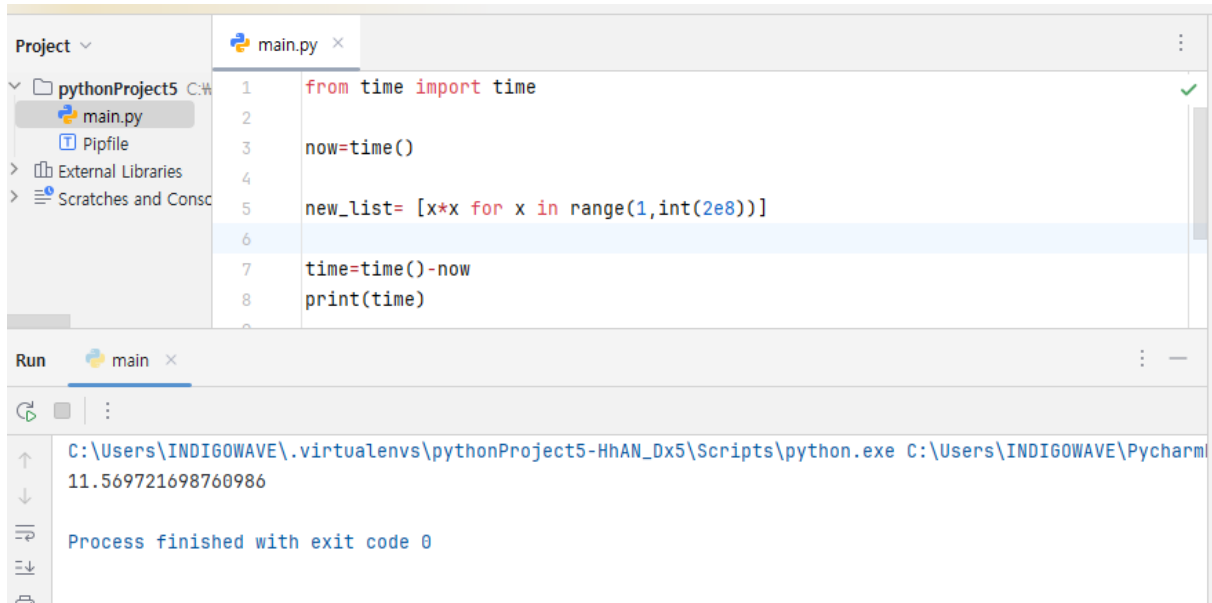 Project
main.py
pythonProject5 C:\
main.py
Pipfile
External Libraries
Scratches and Consc
1 from time import time
2
3 now=time()
4
5 new_list= [x*x for x in range(1,int(2e8))]
6
7 time=time()-now
8 print(time)
Run main
C:\Users\INDIGOWAVE\.virtualenvs\pythonProject5-HhAN_Dx5\Scripts\python.exe C:\Users\INDIGOWAVE\Pycharm
11.569721698760986
Process finished with exit code 0